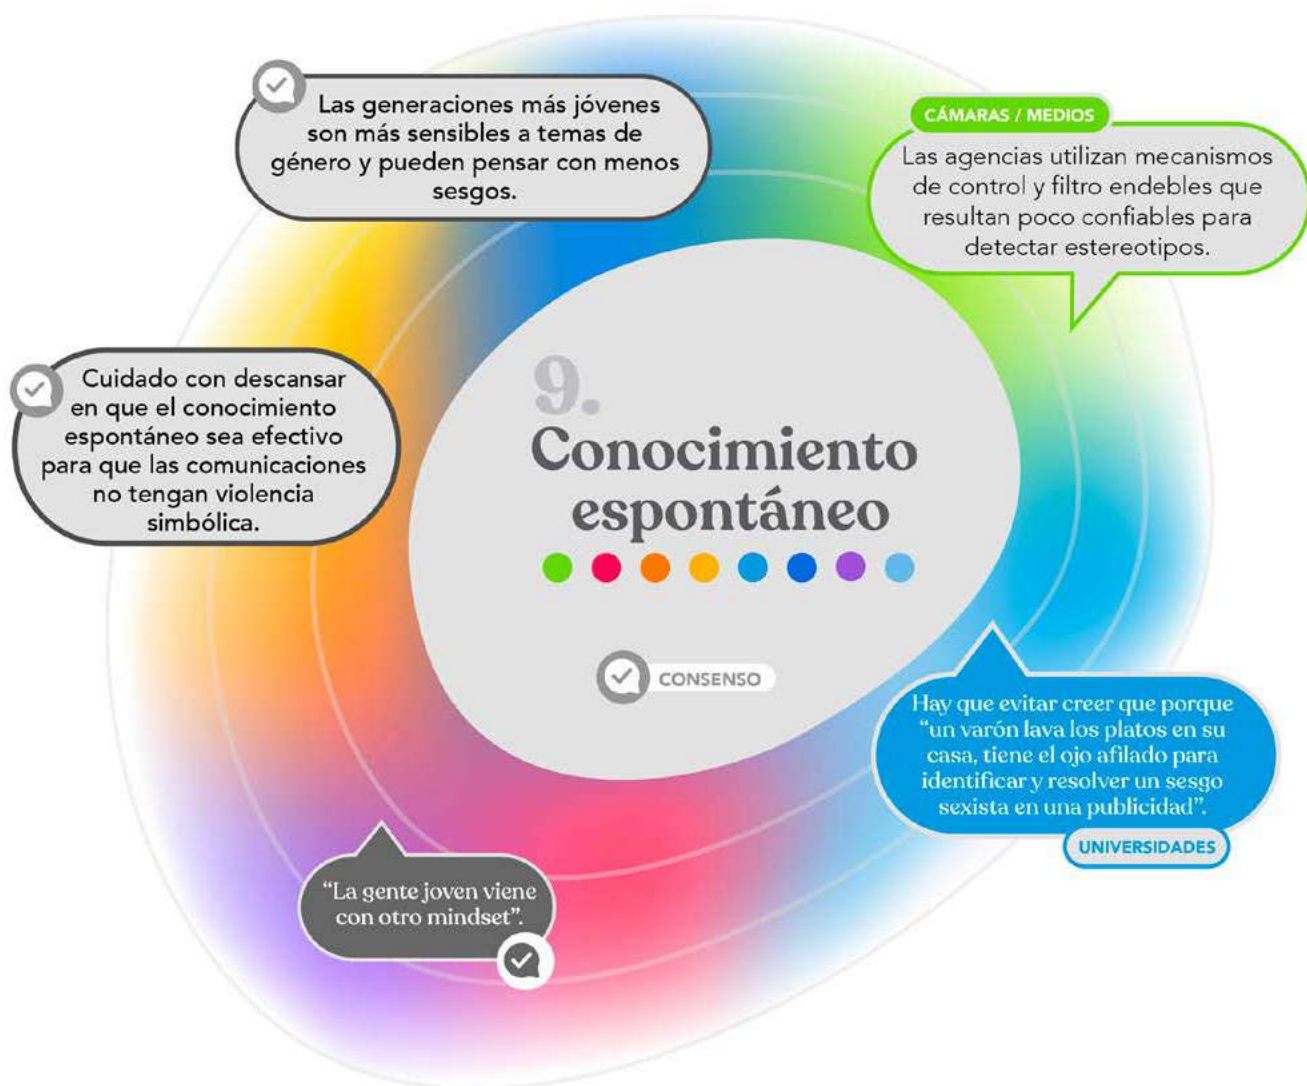 Las generaciones más jóvenes
son más sensibles a temas de
género y pueden pensar con menos
sesgos.
CÁMARAS / MEDIOS
Las agencias utilizan mecanismos
de control y filtro endebles que
resultan poco confiables para
detectar estereotipos.
Cuidado con descansar
en que el conocimiento
espontáneo sea efectivo
para que las comunicaciones
no tengan violencia
simbólica.
9.
Conocimiento
espontáneo
CONSENSO
Hay que evitar creer que porque
“un varón lava los platos en su
casa, tiene el ojo afilado para
identificar y resolver un sesgo
sexista en una publicidad”.
UNIVERSIDADES
“La gente joven viene
con otro mindset”.